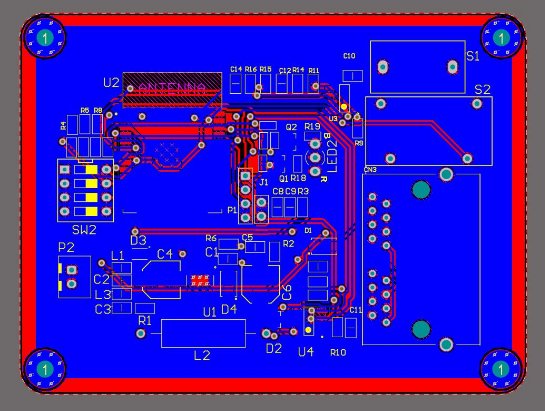 1
1
C10
S1
C14 R16 R15
C12 R14 R11
U2
ANTENNA
S2
U3
R4
R5
R8
Q2
R19
R9
B
LED2
R
CN3
Q1
R18
J1
P1
C8 C9 R3
SW2
D3
D1
R6
C5
R2
P2
L1
C4
C1
C2
L3
C3
C6
U1
D4
R1
C11
L2
D2
U4
R10
1
1